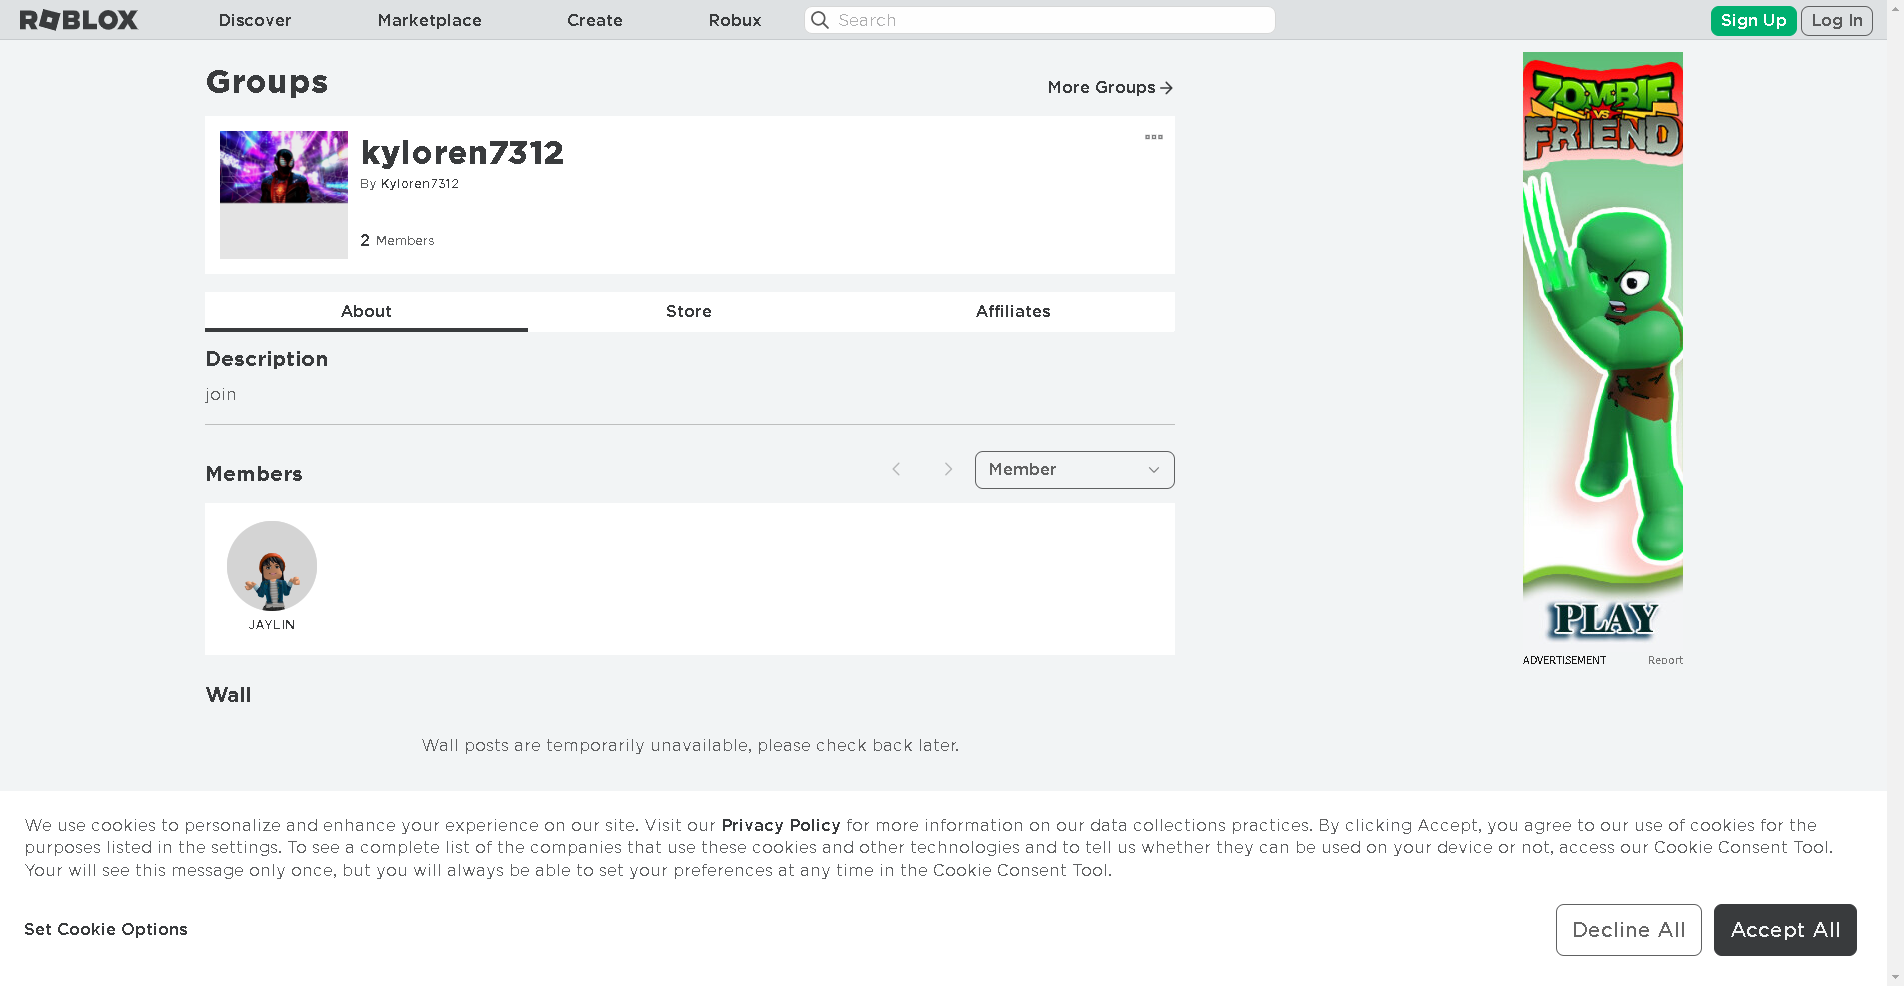 ROBLOX Discover Marketplace Create Robux Search Sign Up Log In
Groups
More Groups
kyloren7312
By Kyloren7312
2 Members
About Store Affiliates
Description
join
Members
Member
JAYLIN
Wall
Wall posts are temporarily unavailable, please check back later.
ZOMBIE
VS
FRIEND
PLAY
ADVERTISEMENT Report
We use cookies to personalize and enhance your experience on our site. Visit our Privacy Policy for more information on our data collections practices. By clicking Accept, you agree to our use of cookies for the
purposes listed in the settings. To see a complete list of the companies that use these cookies and other technologies and to tell us whether they can be used on your device or not, access our Cookie Consent Tool.
Your will see this message only once, but you will always be able to set your preferences at any time in the Cookie Consent Tool.
Set Cookie Options
Decline All Accept All